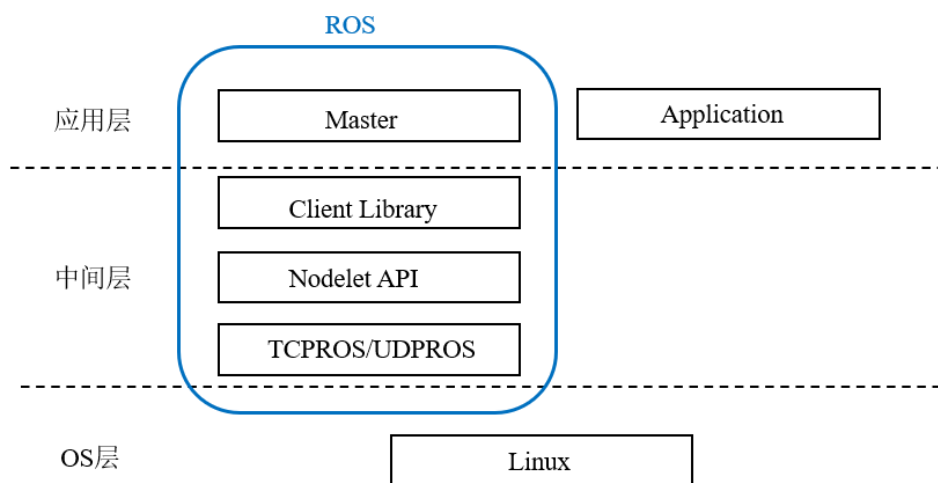 ROS
应用层
Master
Application
Client Library
中间层
Nodelet API
TCPROS/UDPROS
OS层
Linux